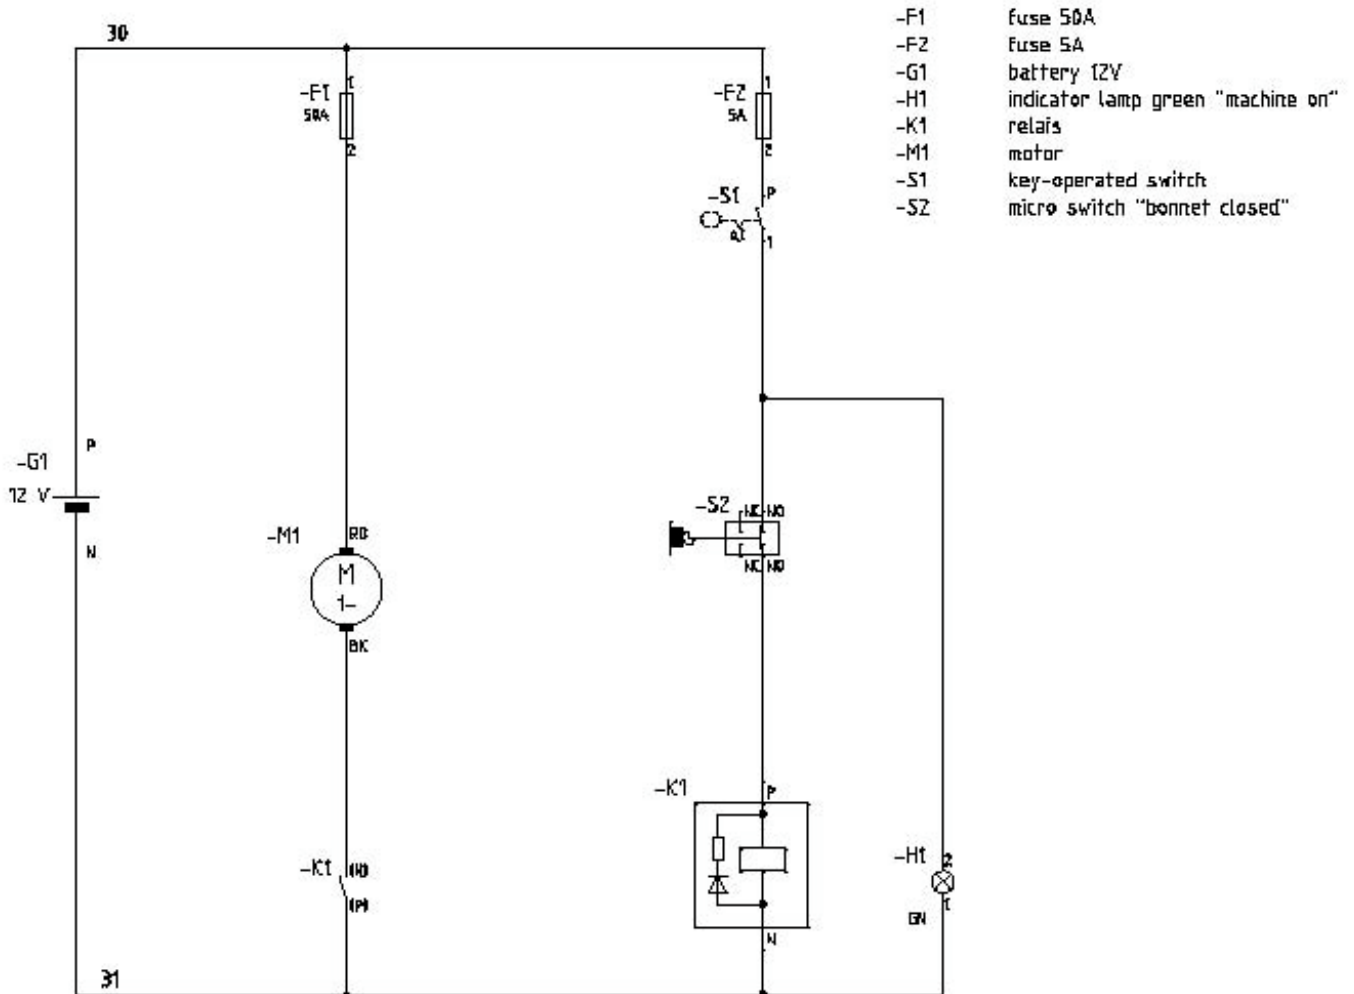 30
-F1 fuse 50A
-F2 fuse 5A
-G1 battery 12V
-H1 indicator lamp green "machine on"
-K1 relais
-M1 motor
-S1 key-operated switch
-S2 micro switch "bonnet closed"
-F1
50A
1
2
-F2
5A
1
2
-S1
P
1
-G1
12 V
P
N
-S2
NC NO
NC NO
-M1
RD
M
1-
BK
-K1
P
N
-K1
(N)
(P)
-H1
2
1
GN
31